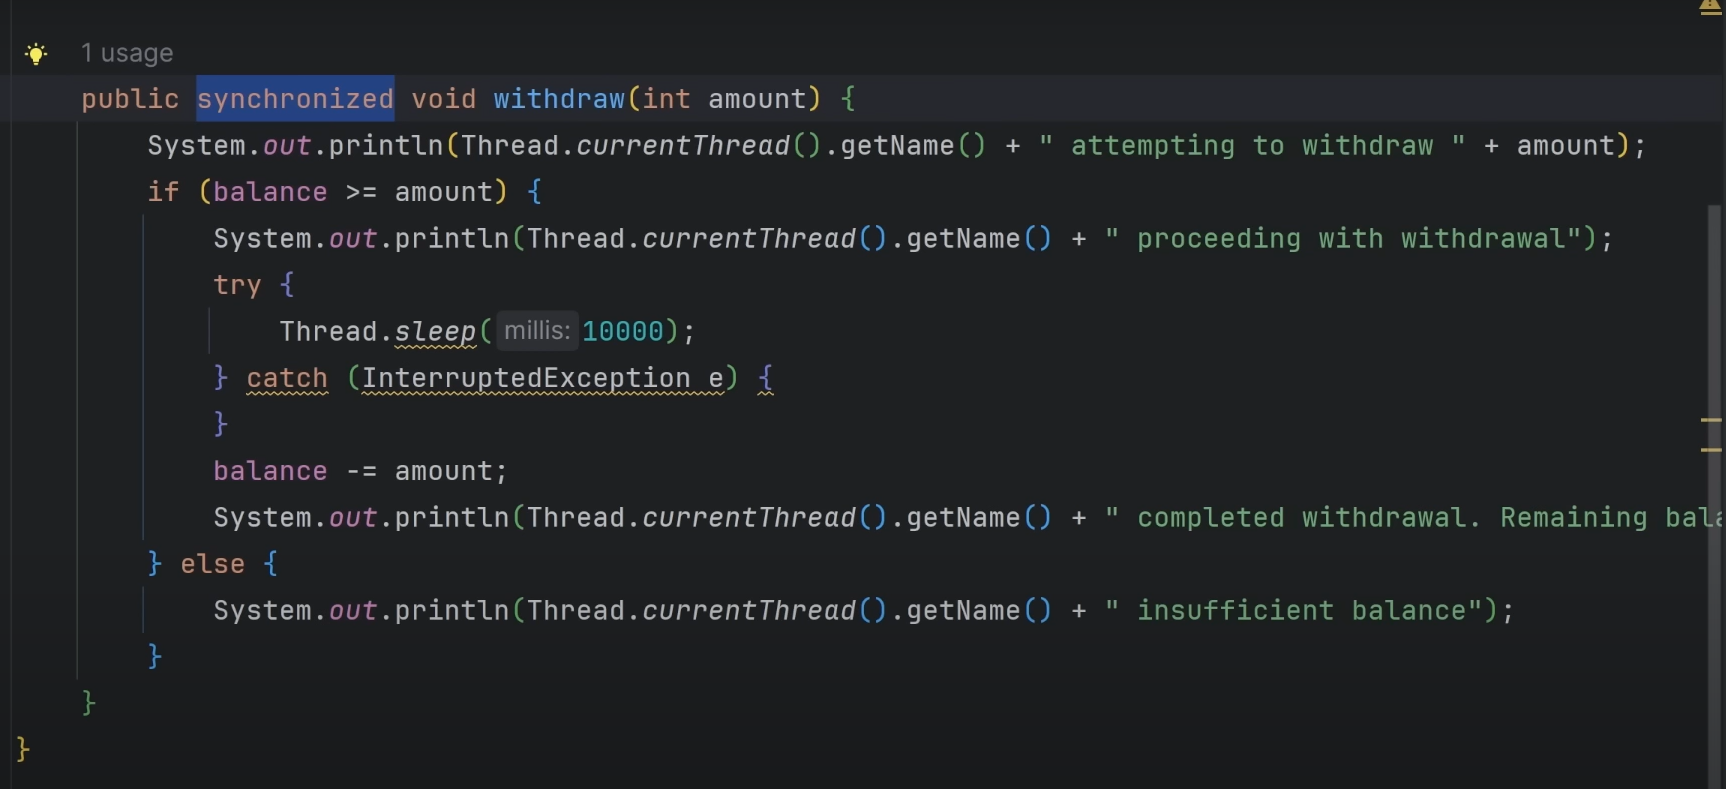 1 usage
public synchronized void withdraw(int amount) {
System.out.println(Thread.currentThread().getName() + " attempting to withdraw " + amount);
if (balance >= amount) {
System.out.println(Thread.currentThread().getName() + " proceeding with withdrawal");
try {
Thread.sleep( millis: 10000);
} catch (InterruptedException e) {
}
balance -= amount;
System.out.println(Thread.currentThread().getName() + " completed withdrawal. Remaining bala
} else {
System.out.println(Thread.currentThread().getName() + " insufficient balance");
}
}
}